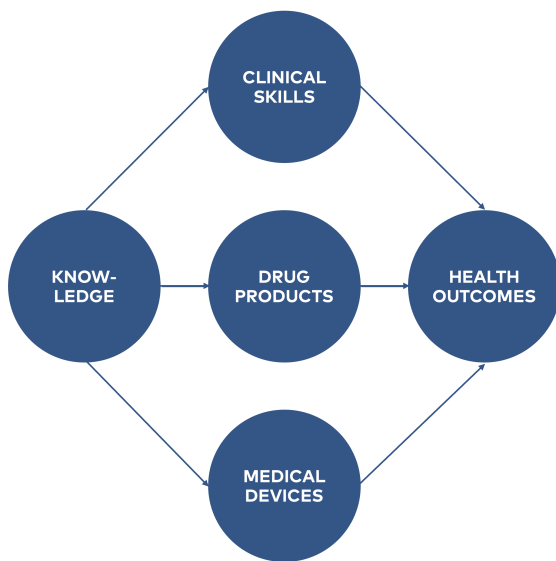 CLINICAL
SKILLS
KNOW-
LEDGE
DRUG
PRODUCTS
HEALTH
OUTCOMES
MEDICAL
DEVICES